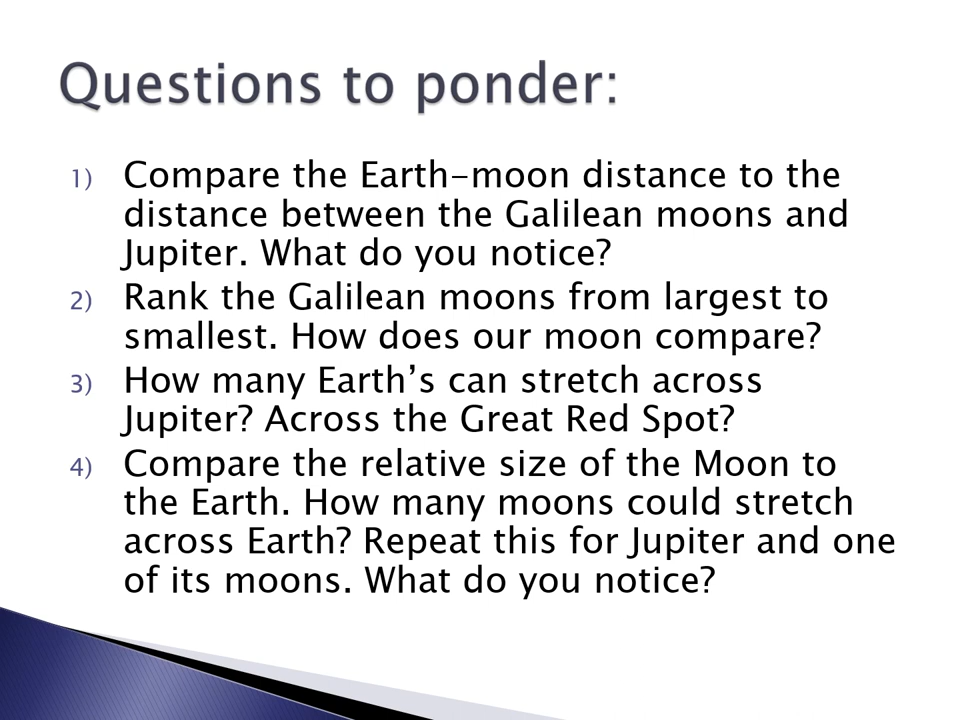 Questions to ponder:
1) Compare the Earth-moon distance to the
distance between the Galilean moons and
Jupiter. What do you notice?
2) Rank the Galilean moons from largest to
smallest. How does our moon compare?
3) How many Earth’s can stretch across
Jupiter? Across the Great Red Spot?
4) Compare the relative size of the Moon to
the Earth. How many moons could stretch
across Earth? Repeat this for Jupiter and one
of its moons. What do you notice?